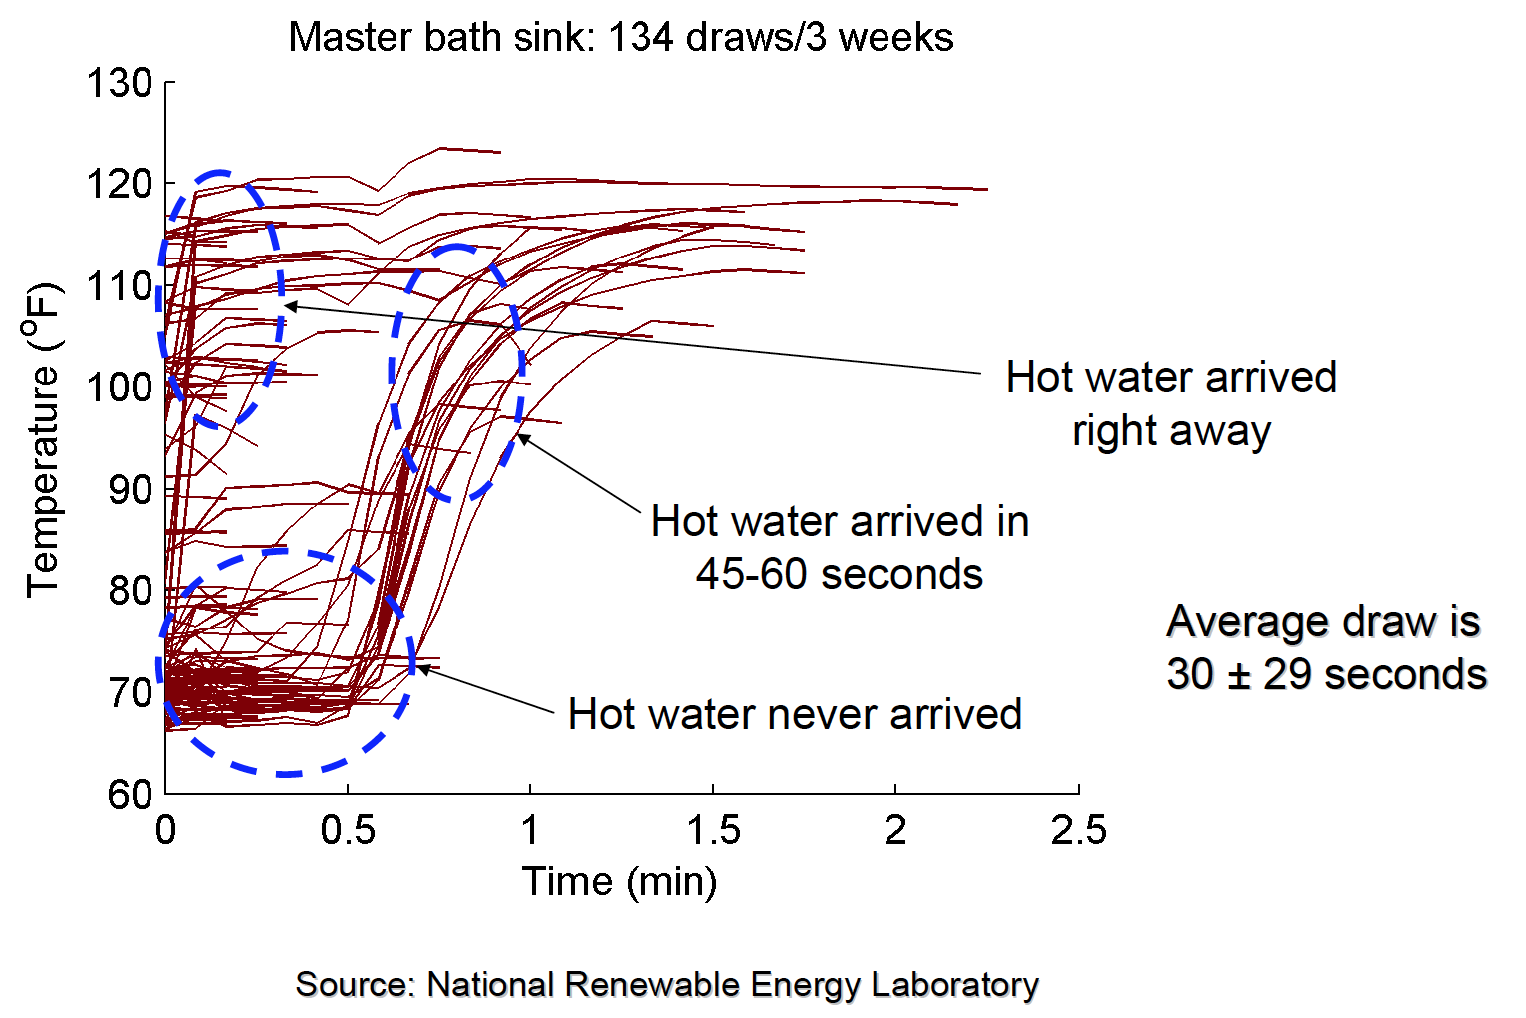 Master bath sink: 134 draws/3 weeks
130
120
110
100
90
80
70
60
0
0.5
1
1.5
2
2.5
Temperature (°F)
Time (min)
Hot water arrived
right away
Hot water arrived in
45-60 seconds
Hot water never arrived
Average draw is
30 ± 29 seconds
Source: National Renewable Energy Laboratory